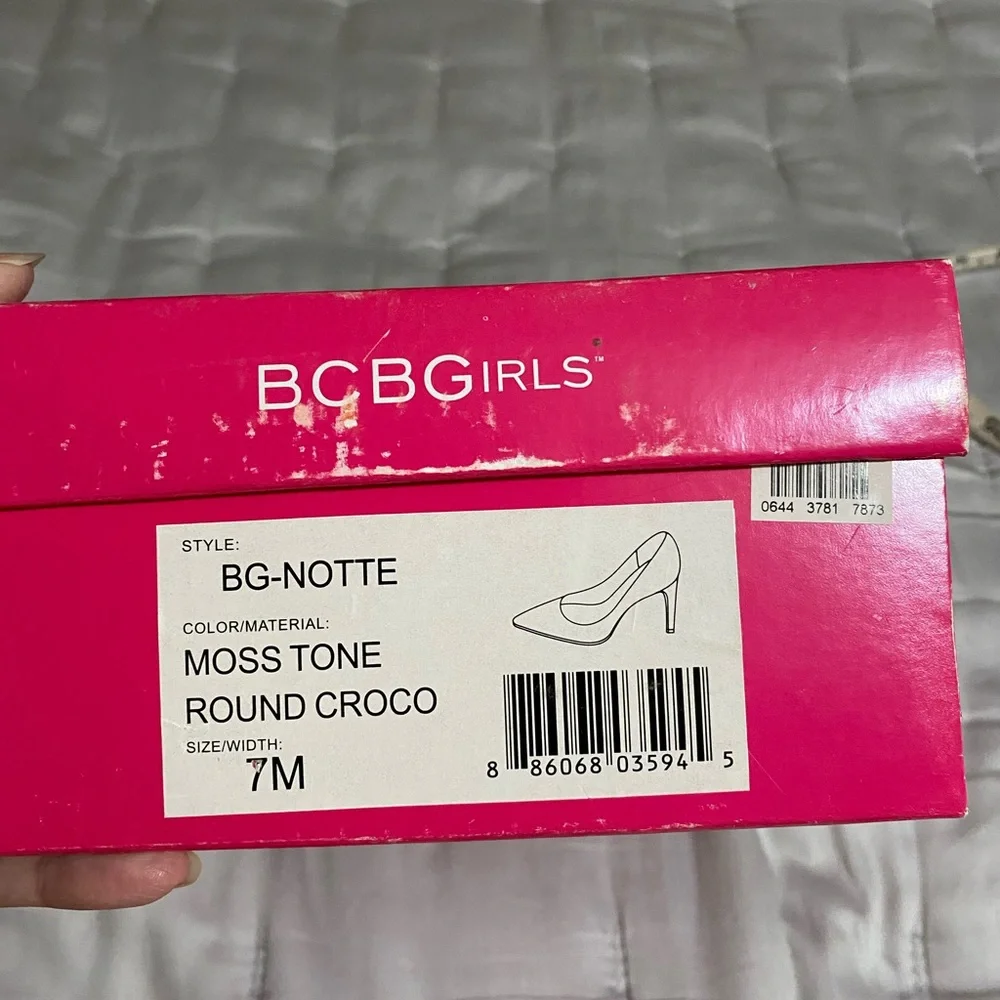 BCBGIRLS™
0644 3781 7873
STYLE:
BG-NOTTE
COLOR/MATERIAL:
MOSS TONE
ROUND CROCO
SIZE/WIDTH:
7M
8 86068 03594 5